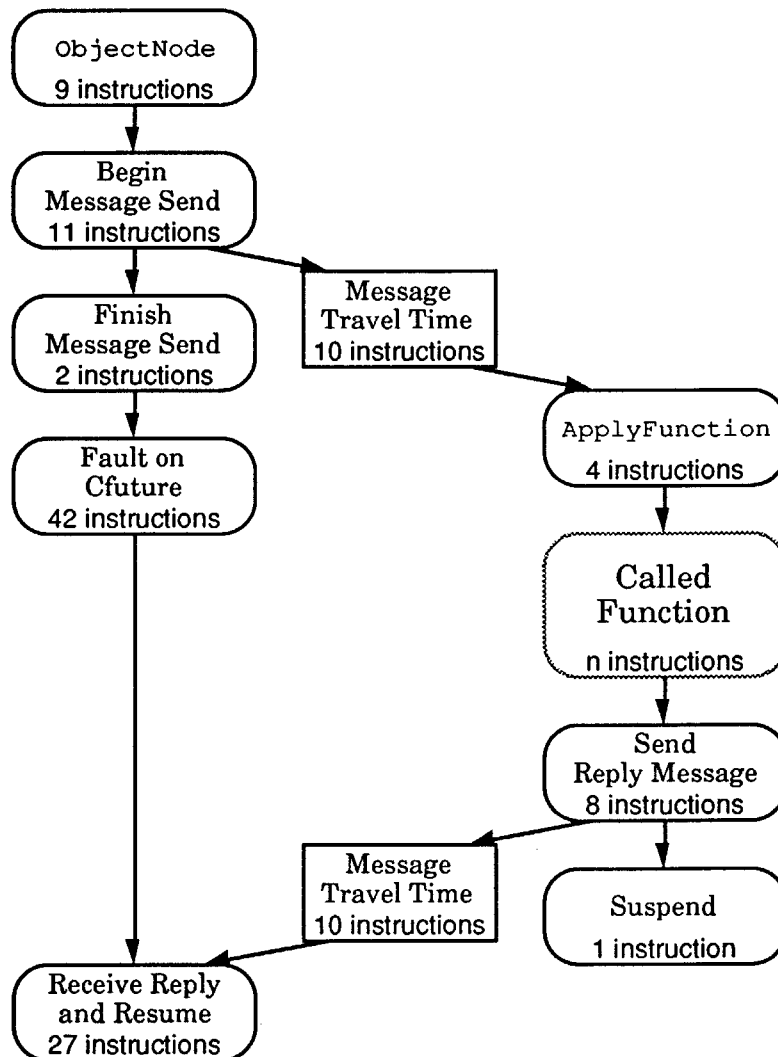 ObjectNode
9 instructions
Begin
Message Send
11 instructions
Message
Travel Time
10 instructions
Finish
Message Send
2 instructions
ApplyFunction
4 instructions
Fault on
Cfuture
42 instructions
Called
Function
n instructions
Send
Reply Message
8 instructions
Message
Travel Time
10 instructions
Suspend
1 instruction
Receive Reply
and Resume
27 instructions